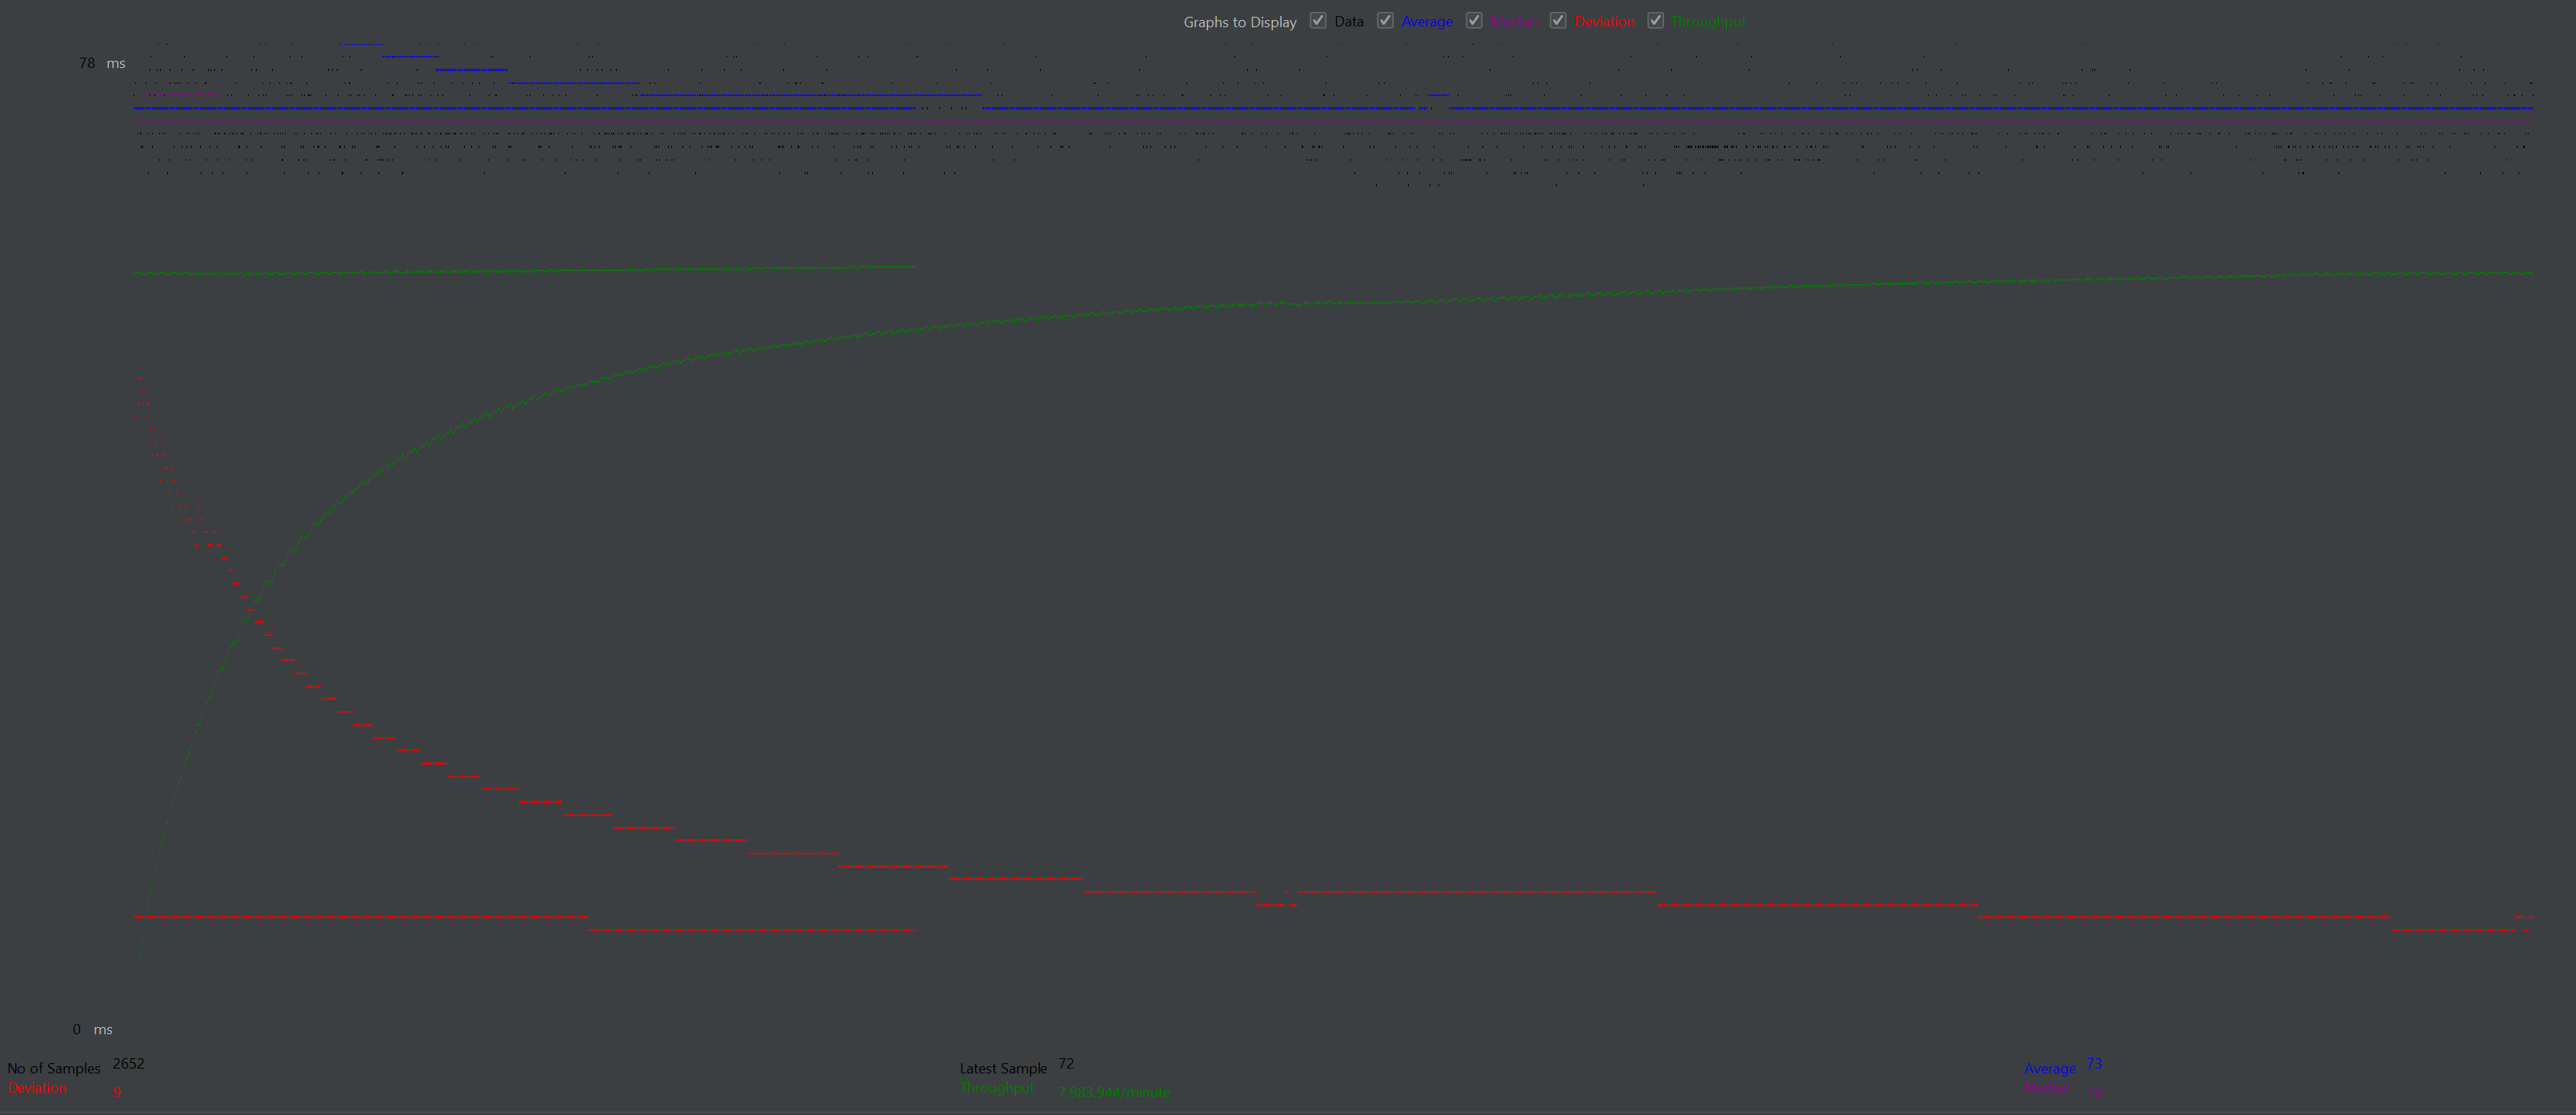 Graphs to Display Data Average Median Deviation Throughput
78 ms
0 ms
No of Samples 2652
Latest Sample 72
Average 73
Deviation 9
Throughput 7,983.944/minute
Median